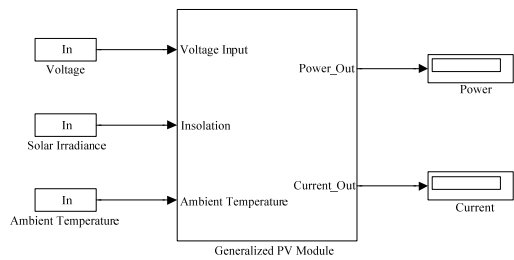 In
Voltage
In
Solar Irradiance
In
Ambient Temperature
Voltage Input
Insolation
Ambient Temperature
Power_Out
Current_Out
Generalized PV Module
Power
Current